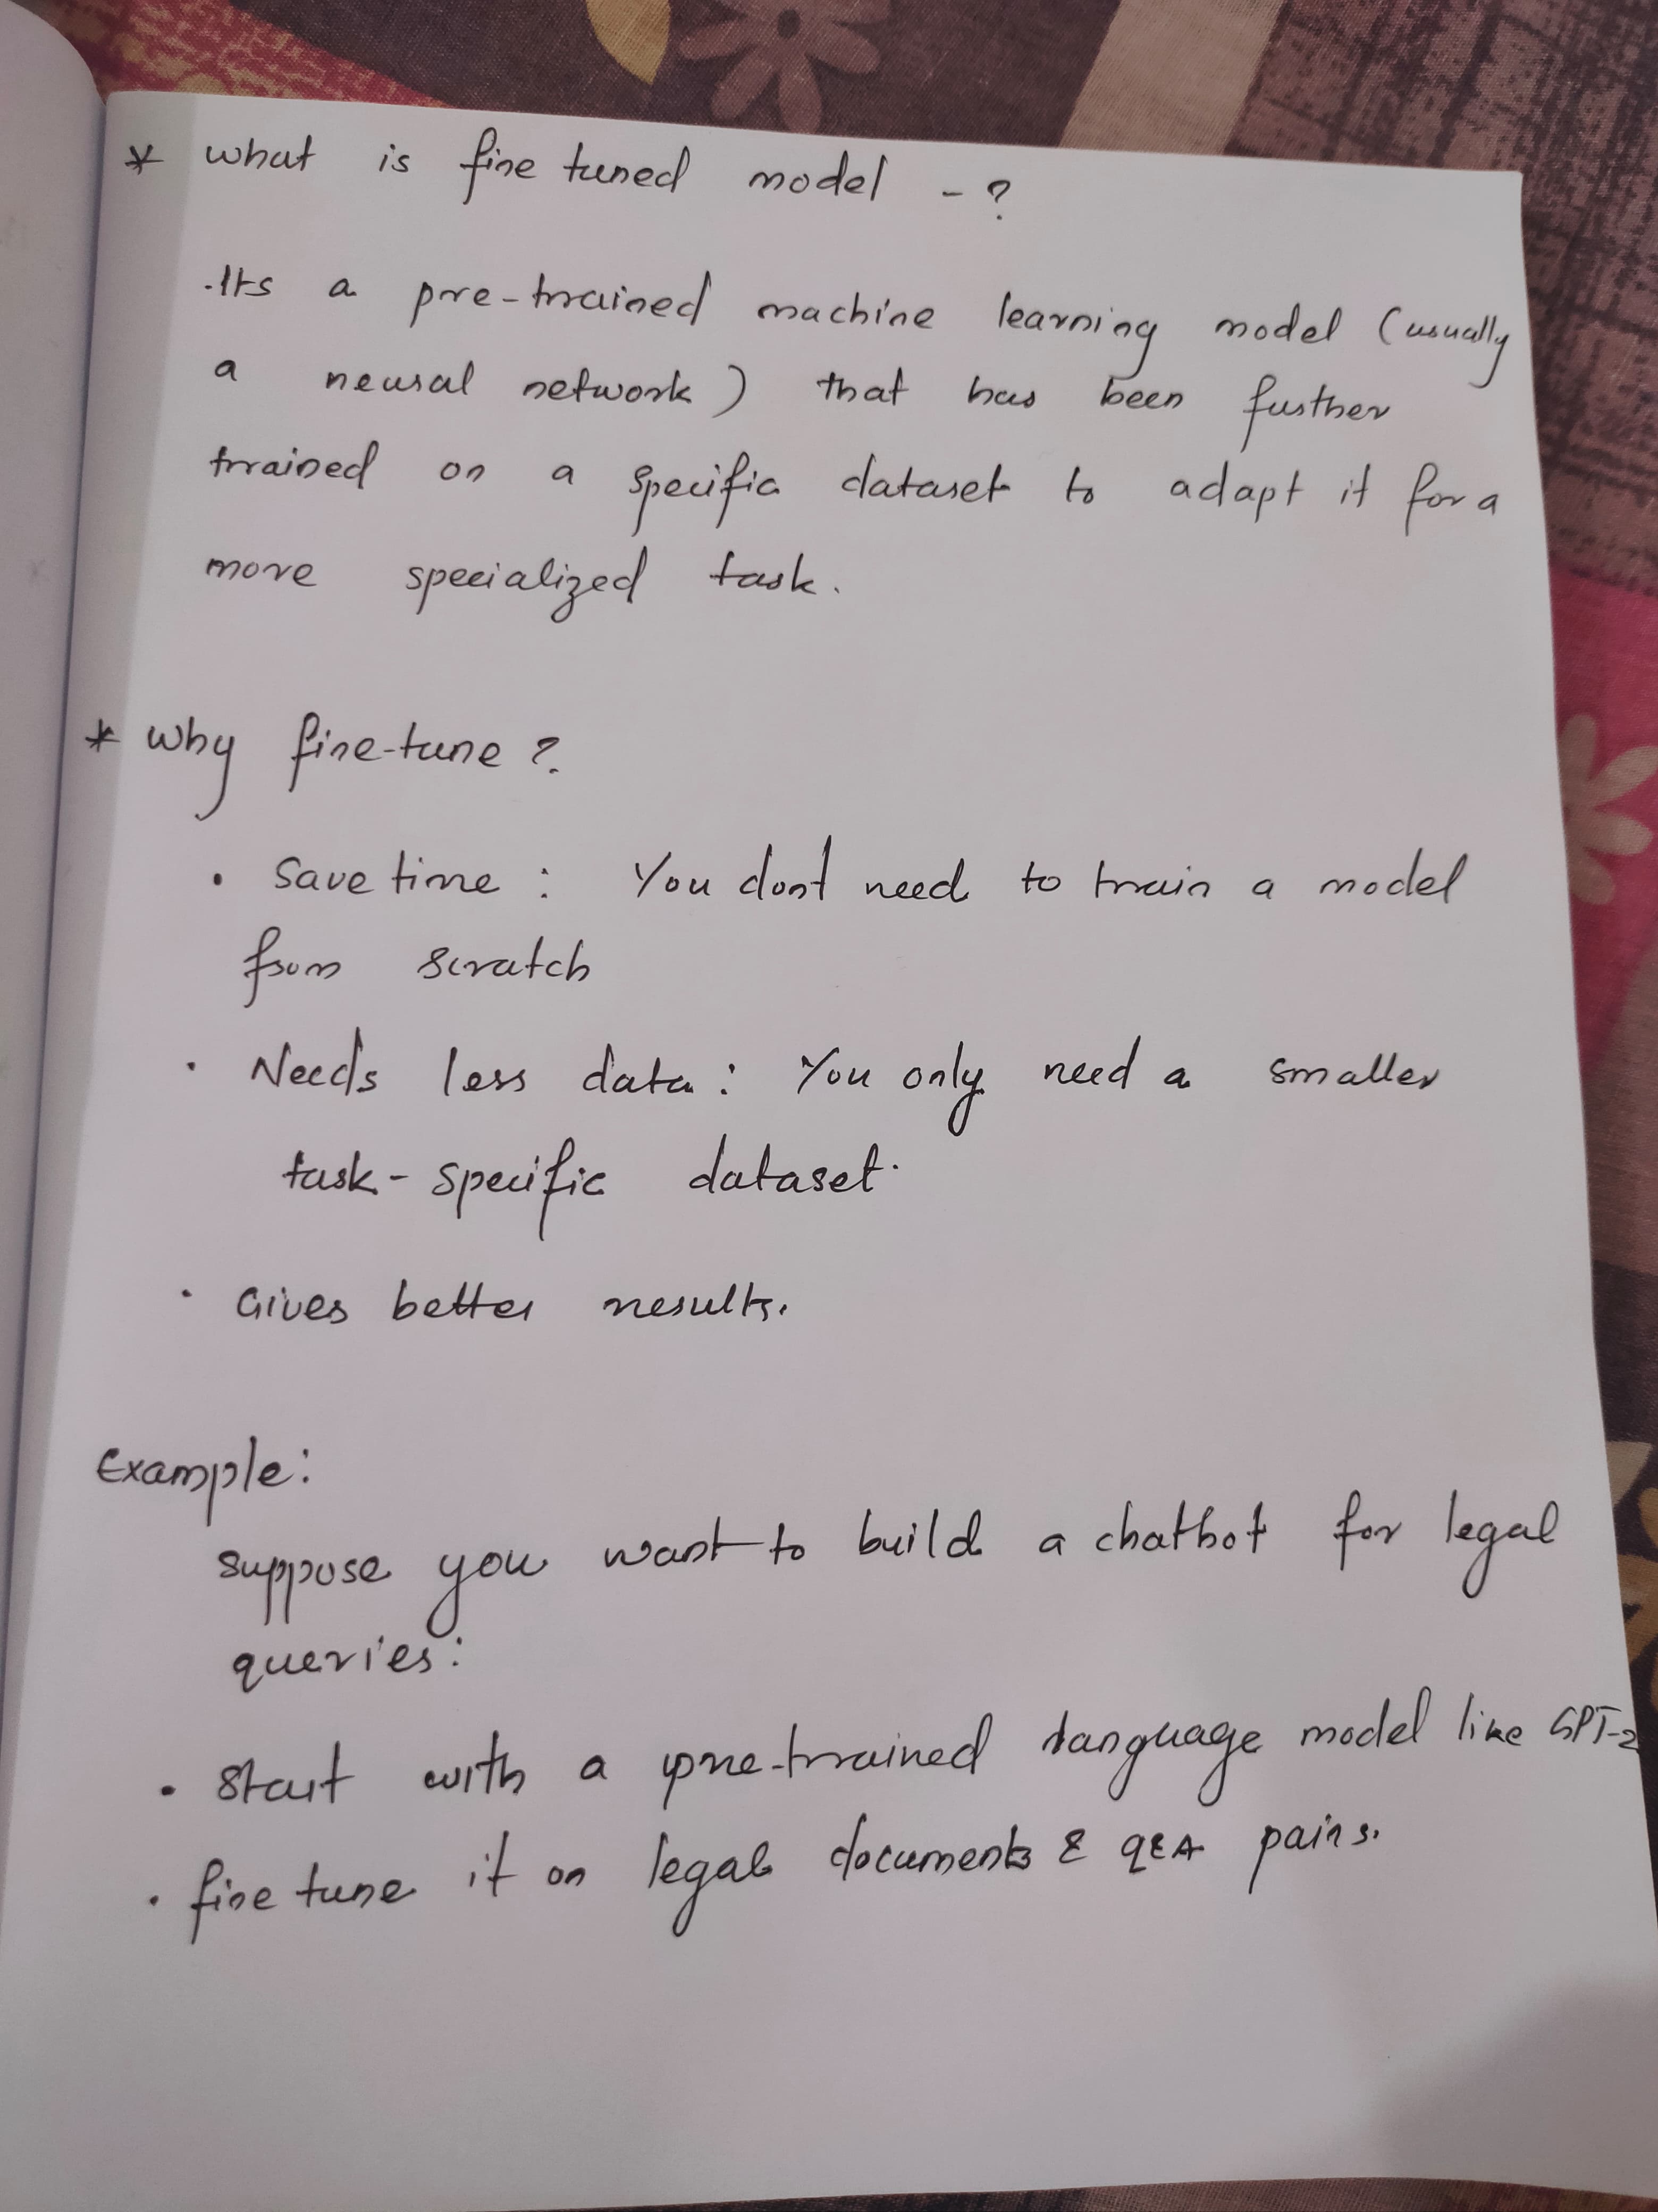 * what is fine tuned model - ?
. Its a pre-trained machine learning model (usually
a neural network) that has been further
trained on a specific dataset to adapt it for a
more specialized task.
* why fine-tune ?
• Save time : You dont need to train a model
from scratch
• Needs less data : You only need a smaller
task-specific dataset.
• Gives better results.
Example:
suppose you want to build a chatbot for legal
queries:
• Start with a pre-trained language model like GPT-2
• fine tune it on legal documents & Q&A pairs.